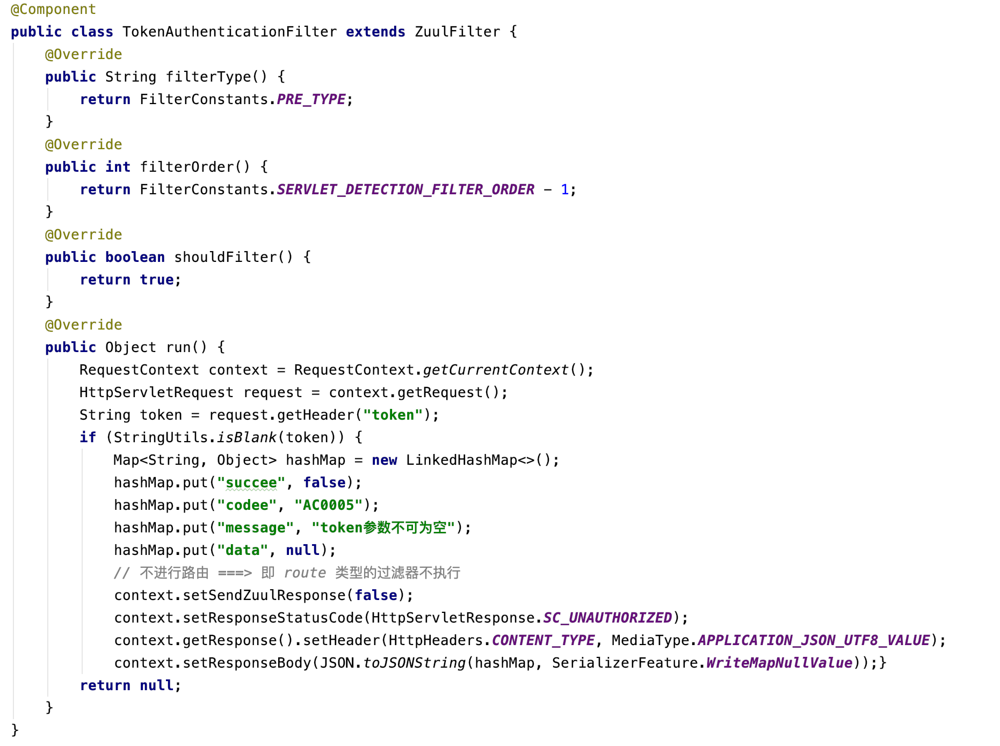 @Component
public class TokenAuthenticationFilter extends ZuulFilter {
    @Override
    public String filterType() {
        return FilterConstants.PRE_TYPE;
    }
    @Override
    public int filterOrder() {
        return FilterConstants.SERVLET_DETECTION_FILTER_ORDER - 1;
    }
    @Override
    public boolean shouldFilter() {
        return true;
    }
    @Override
    public Object run() {
        RequestContext context = RequestContext.getCurrentContext();
        HttpServletRequest request = context.getRequest();
        String token = request.getHeader("token");
        if (StringUtils.isBlank(token)) {
            Map<String, Object> hashMap = new LinkedHashMap<>();
            hashMap.put("succee", false);
            hashMap.put("codee", "AC0005");
            hashMap.put("message", "token参数不可为空");
            hashMap.put("data", null);
            // 不进行路由 ===> 即 route 类型的过滤器不执行
            context.setSendZuulResponse(false);
            context.setResponseStatusCode(HttpServletResponse.SC_UNAUTHORIZED);
            context.getResponse().setHeader(HttpHeaders.CONTENT_TYPE, MediaType.APPLICATION_JSON_UTF8_VALUE);
            context.setResponseBody(JSON.toJSONString(hashMap, SerializerFeature.WriteMapNullValue));}
        return null;
    }
}